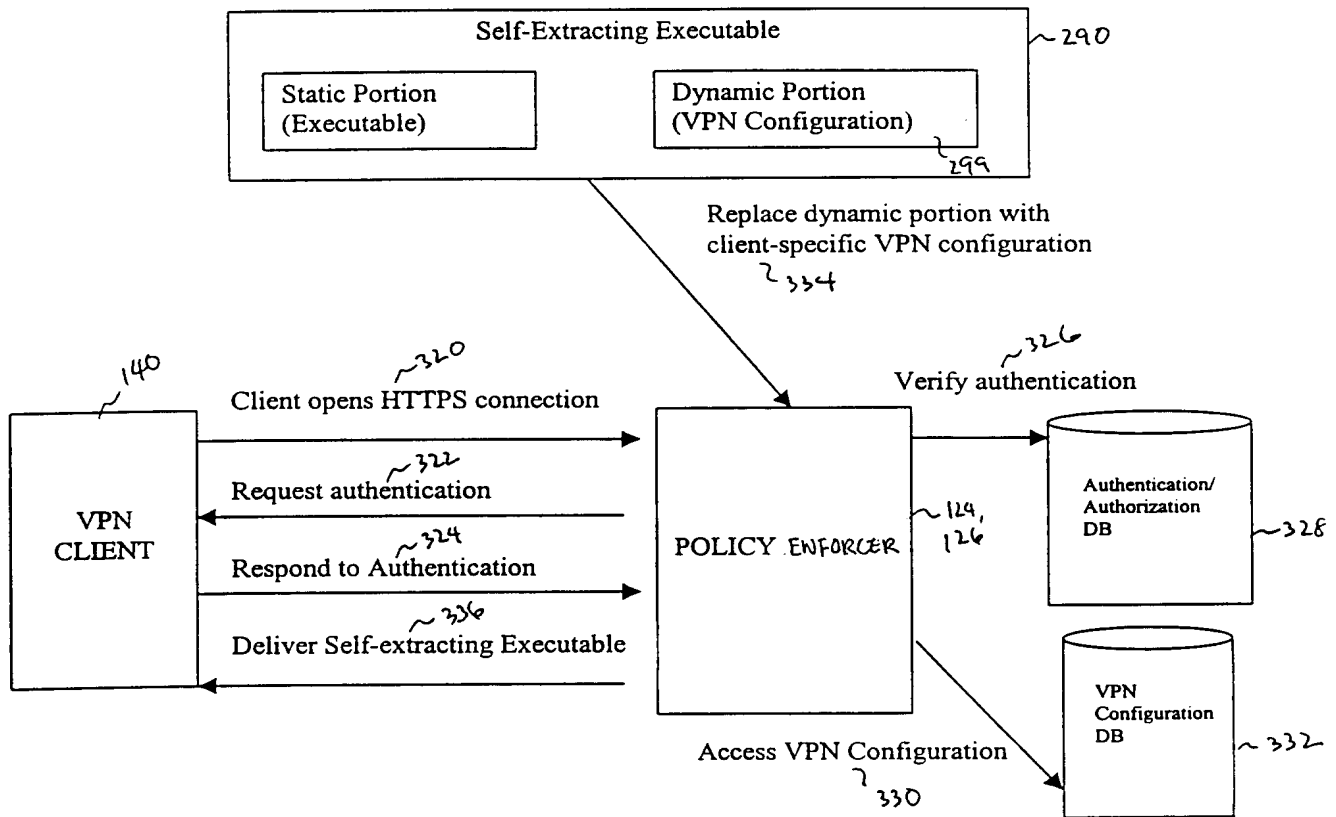 Self-Extracting Executable
290
Static Portion
(Executable)
Dynamic Portion
(VPN Configuration)
299
Replace dynamic portion with
client-specific VPN configuration
334
140
320
Client opens HTTPS connection
322
Request authentication
324
Respond to Authentication
336
Deliver Self-extracting Executable
VPN
CLIENT
POLICY ENFORCER
124,
126
326
Verify authentication
Authentication/
Authorization
DB
328
VPN
Configuration
DB
332
Access VPN Configuration
330